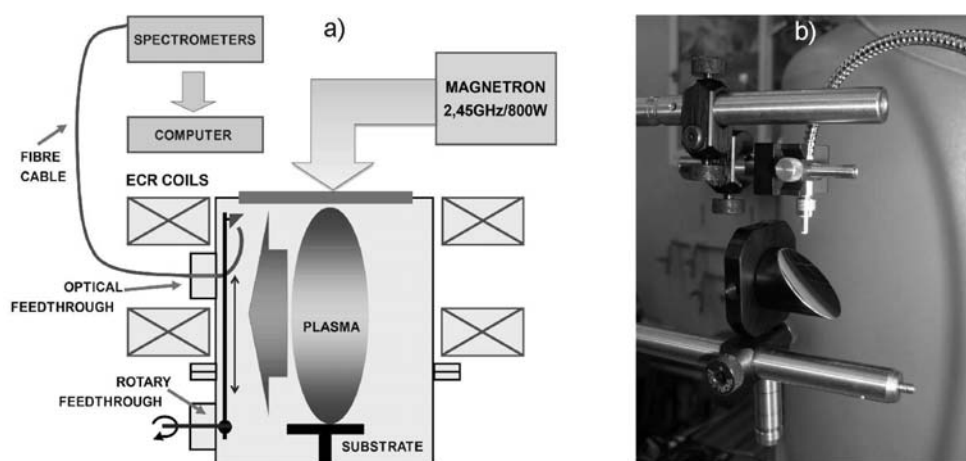 a)
SPECTROMETERS
COMPUTER
MAGNETRON
2,45GHz/800W
FIBRE
CABLE
ECR COILS
OPTICAL
FEEDTHROUGH
PLASMA
ROTARY
FEEDTHROUGH
SUBSTRATE
b)